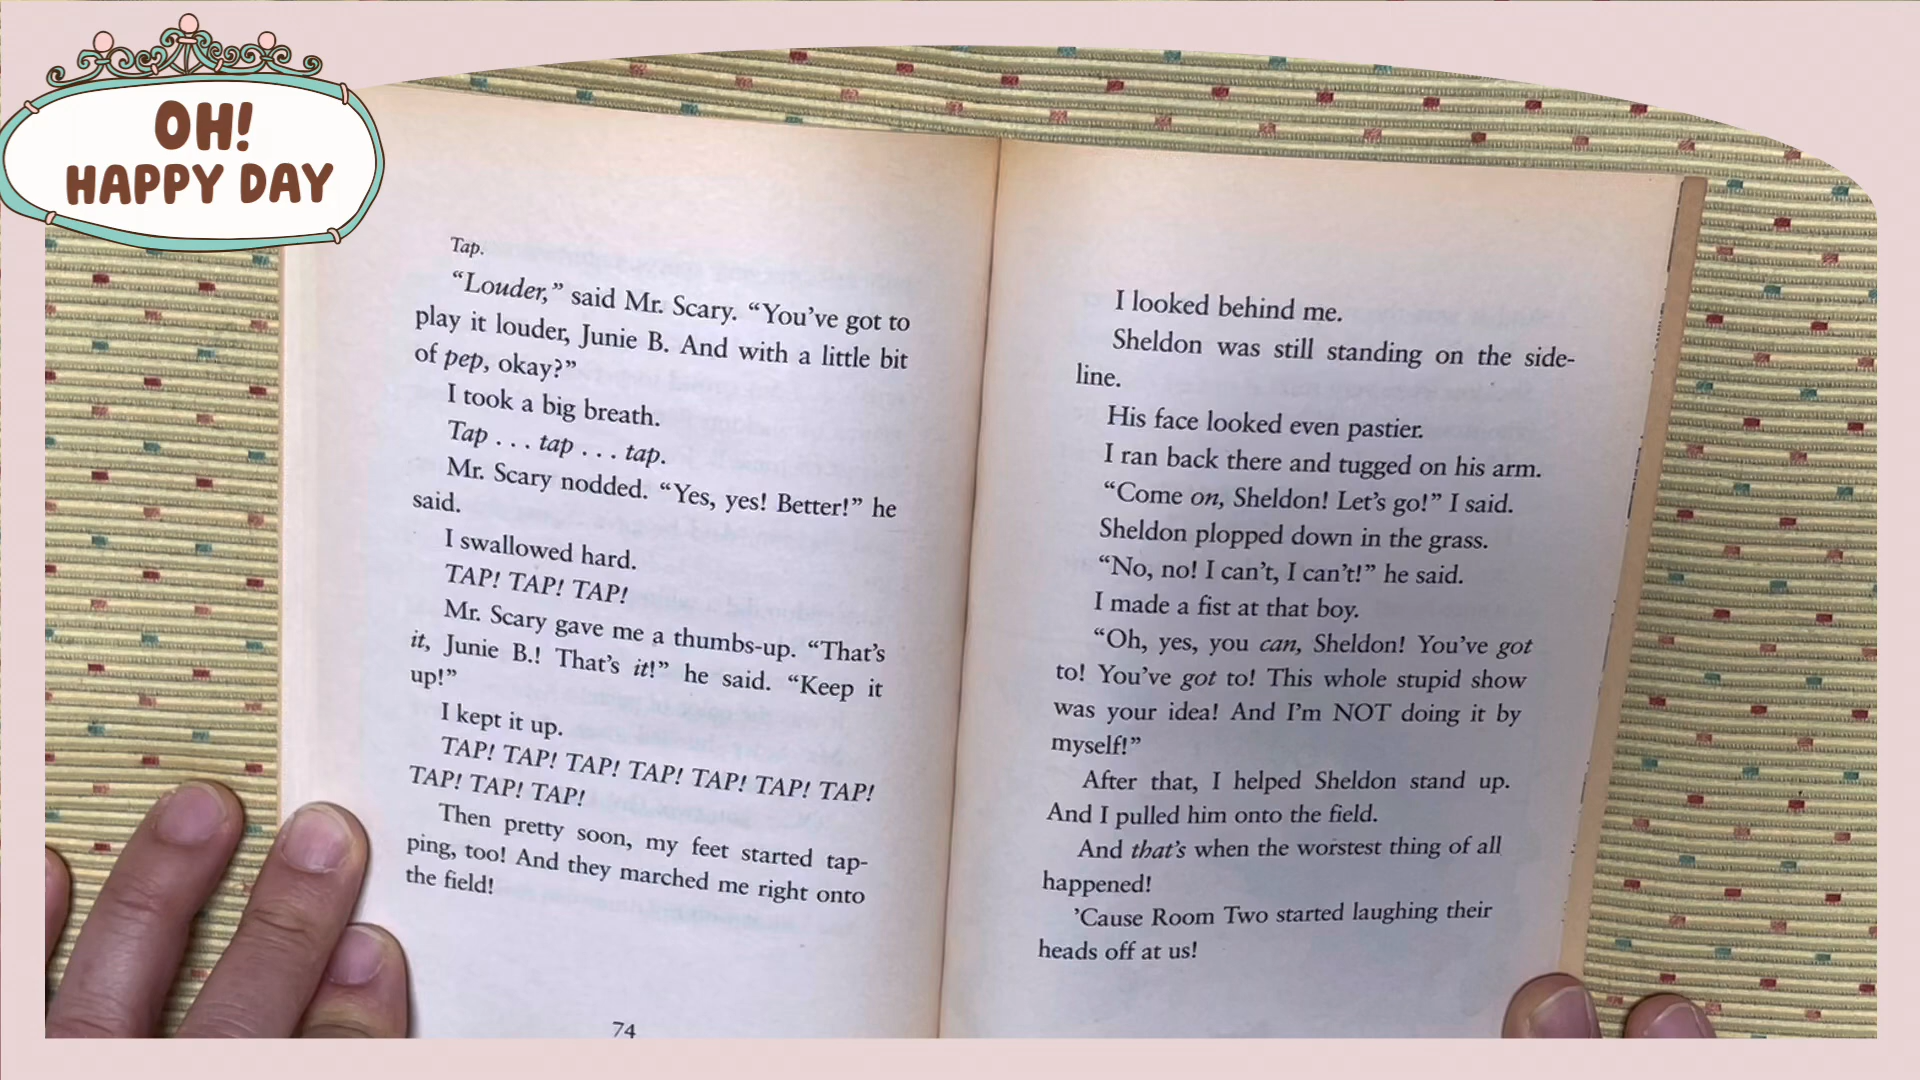 OH!
HAPPY DAY
Tap.
“Louder,” said Mr. Scary. “You’ve got to
play it louder, Junie B. And with a little bit
of pep, okay?”
I took a big breath.
Tap . . . tap . . . tap.
Mr. Scary nodded. “Yes, yes! Better!” he
said.
I swallowed hard.
TAP! TAP! TAP!
Mr. Scary gave me a thumbs-up. “That’s
it, Junie B.! That’s it!” he said. “Keep it
up!”
I kept it up.
TAP! TAP! TAP! TAP! TAP! TAP! TAP!
TAP! TAP! TAP!
Then pretty soon, my feet started tap-
ping, too! And they marched me right onto
the field!
74
I looked behind me.
Sheldon was still standing on the side-
line.
His face looked even pastier.
I ran back there and tugged on his arm.
“Come on, Sheldon! Let’s go!” I said.
Sheldon plopped down in the grass.
“No, no! I can’t, I can’t!” he said.
I made a fist at that boy.
“Oh, yes, you can, Sheldon! You’ve got
to! You’ve got to! This whole stupid show
was your idea! And I’m NOT doing it by
myself!”
After that, I helped Sheldon stand up.
And I pulled him onto the field.
And that’s when the worstest thing of all
happened!
’Cause Room Two started laughing their
heads off at us!